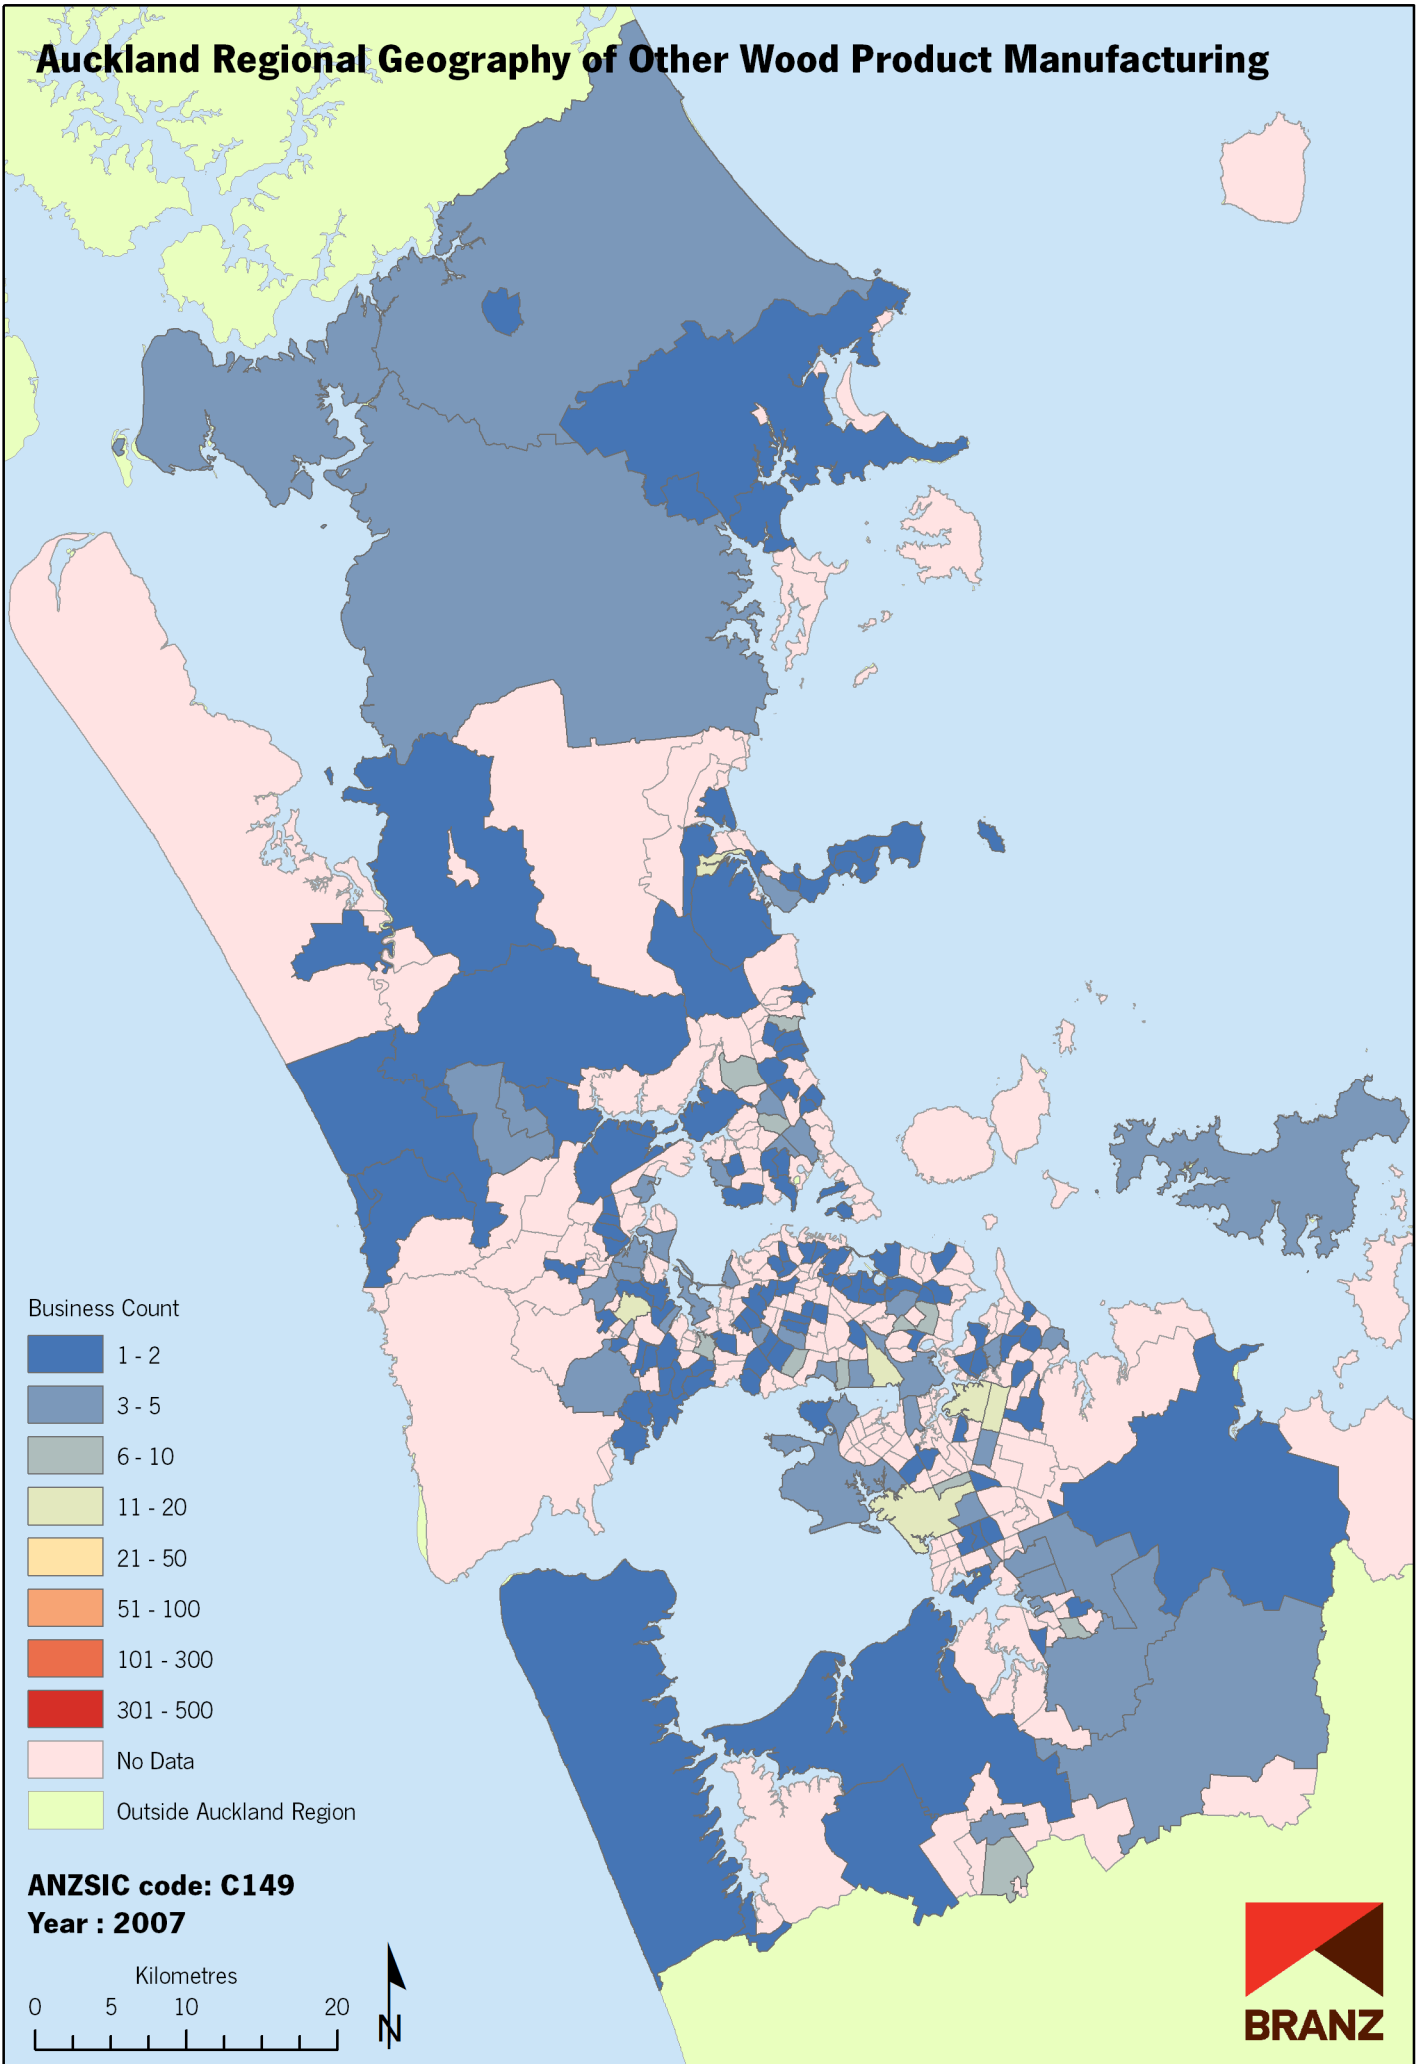 Auckland Regional Geography of Other Wood Product Manufacturing
Business Count
1 - 2
3 - 5
6 - 10
11 - 20
21 - 50
51 - 100
101 - 300
301 - 500
No Data
Outside Auckland Region
ANZSIC code: C149
Year : 2007
Kilometres
0 5 10 20
N
BRANZ